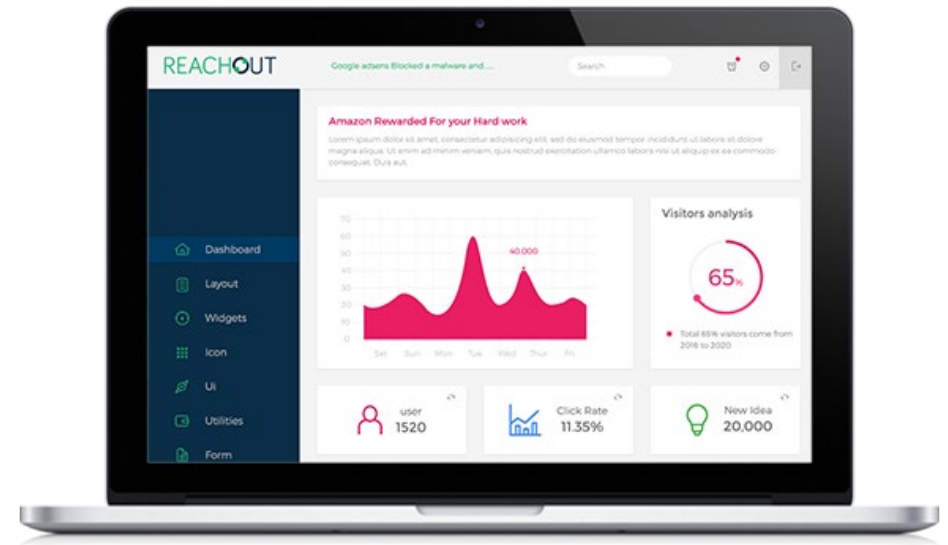 REACHOUT
Google adsens Blocked a malware and ....
Search
Amazon Rewarded For your Hard work
Lorem ipsum dolor sit amet, consectetur adipisicing elit, sed do eiusmod tempor incididunt ut labore et dolore
magna aliqua. Ut enim ad minim veniam, quis nostrud exercitation ullamco laboris nisi ut aliquip ex ea commodo
consequat. Duis aut.
Dashboard
Layout
Widgets
Icon
Ui
Utilities
Form
70
60
50
40
30
20
10
0
40.000
Sat Sun Mon Tue Wed Thur Fri
Visitors analysis
65%
Total 65% visitors come from
2018 to 2020
user
1520
Click Rate
11.35%
New Idea
20,000